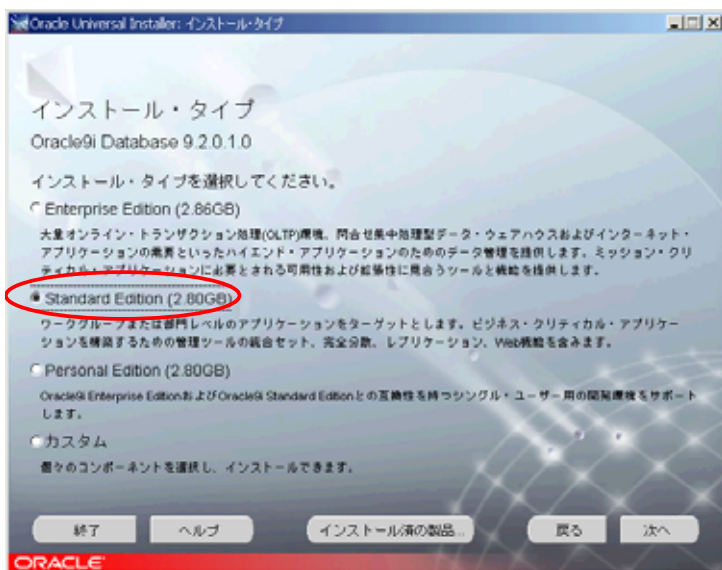 Oracle Universal Installer: インストール・タイプ
インストール・タイプ
Oracle9i Database 9.2.0.1.0
インストール・タイプを選択してください。
Enterprise Edition (2.86GB)
大量オンライン・トランザクション処理(OLTP)環境、問合せ集中処理型データ・ウェアハウスおよびインターネット・
アプリケーションの需要といったハイエンド・アプリケーションのためのデータ管理を提供します。ミッション・クリ
ティカル・アプリケーションに必要とされる可用性および拡張性に見合うツールと機能を提供します。
Standard Edition (2.80GB)
ワークグループまたは部門レベルのアプリケーションをターゲットとします。ビジネス・クリティカル・アプリケー
ションを構築するための管理ツールの統合セット、完全分散、レプリケーション、Web機能を含みます。
Personal Edition (2.80GB)
Oracle9i Enterprise EditionおよびOracle9i Standard Editionとの互換性を持つシングル・ユーザー用の開発環境をサポート
します。
カスタム
個々のコンポーネントを選択し、インストールできます。
終了 ヘルプ インストール済の製品... 戻る 次へ
ORACLE